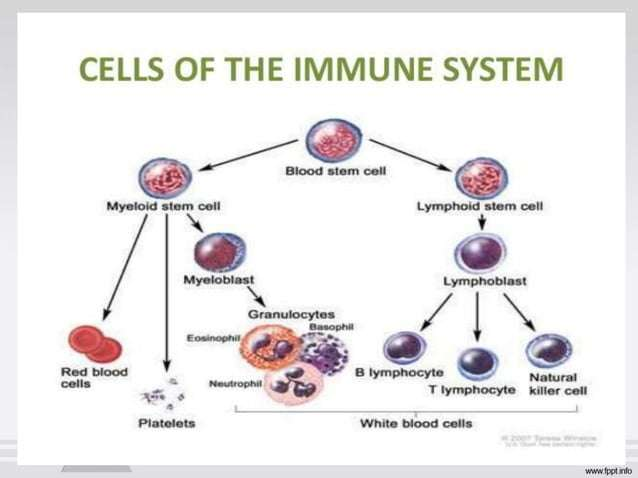 CELLS OF THE IMMUNE SYSTEM
Blood stem cell
Myeloid stem cell
Lymphoid stem cell
Myeloblast
Lymphoblast
Granulocytes
Basophil
Eosinophil
Neutrophil
Red blood
cells
Platelets
B lymphocyte
T lymphocyte
Natural
killer cell
White blood cells
© 2007 Terese Winslow
www.fppt.info